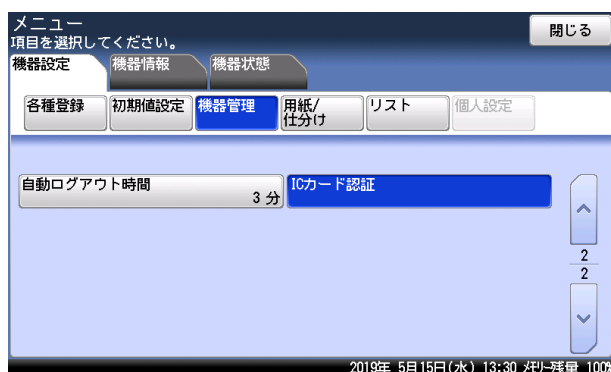 メニュー
項目を選択してください。
閉じる
機器設定 機器情報 機器状態
各種登録 初期値設定 機器管理 用紙/
仕分け リスト 個人設定
自動ログアウト時間
3 分
ICカード認証
2
2
2019年 5月15日(水) 13:30 ﾒﾓﾘｰ残量 100%